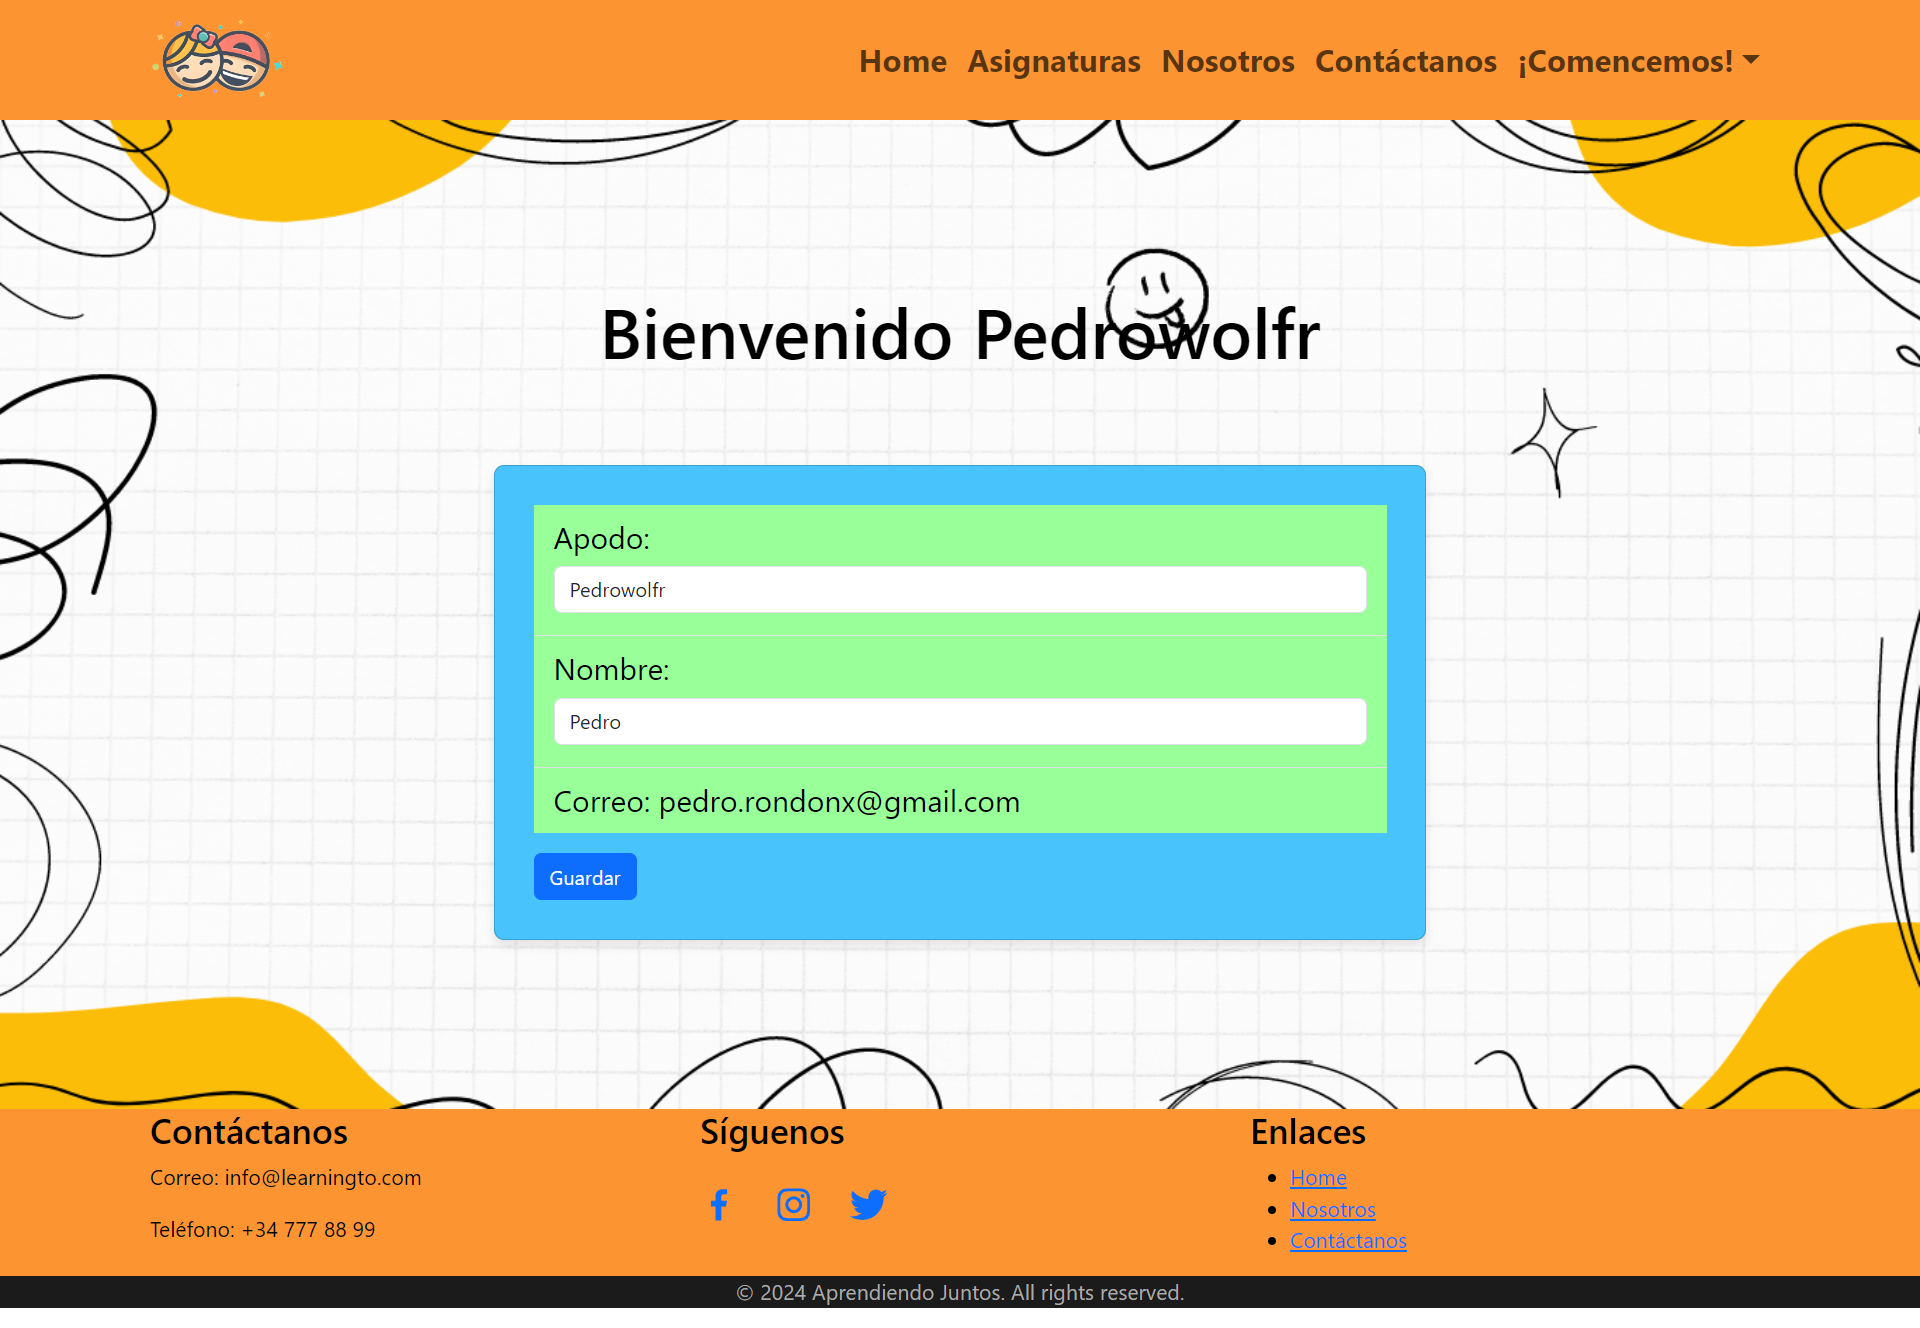 Home Asignaturas Nosotros Contáctanos ¡Comencemos!
Bienvenido Pedrowolfr
Apodo:
Pedrowolfr
Nombre:
Pedro
Correo: pedro.rondonx@gmail.com
Guardar
Contáctanos
Correo: info@learningto.com
Teléfono: +34 777 88 99
Síguenos
Enlaces
Home
Nosotros
Contáctanos
© 2024 Aprendiendo Juntos. All rights reserved.